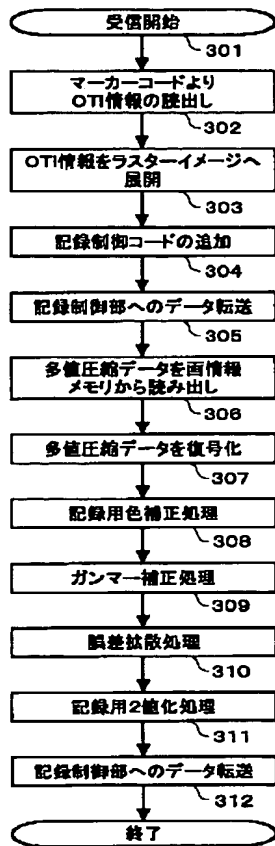 受信開始
301
マーカーコードより
OTI情報の読出し
302
OTI情報をラスターイメージへ
展開
303
記録制御コードの追加
304
記録制御部へのデータ転送
305
多値圧縮データを画情報
メモリから読み出し
306
多値圧縮データを復号化
307
記録用色補正処理
308
ガンマー補正処理
309
誤差拡散処理
310
記録用2値化処理
311
記録制御部へのデータ転送
312
終了